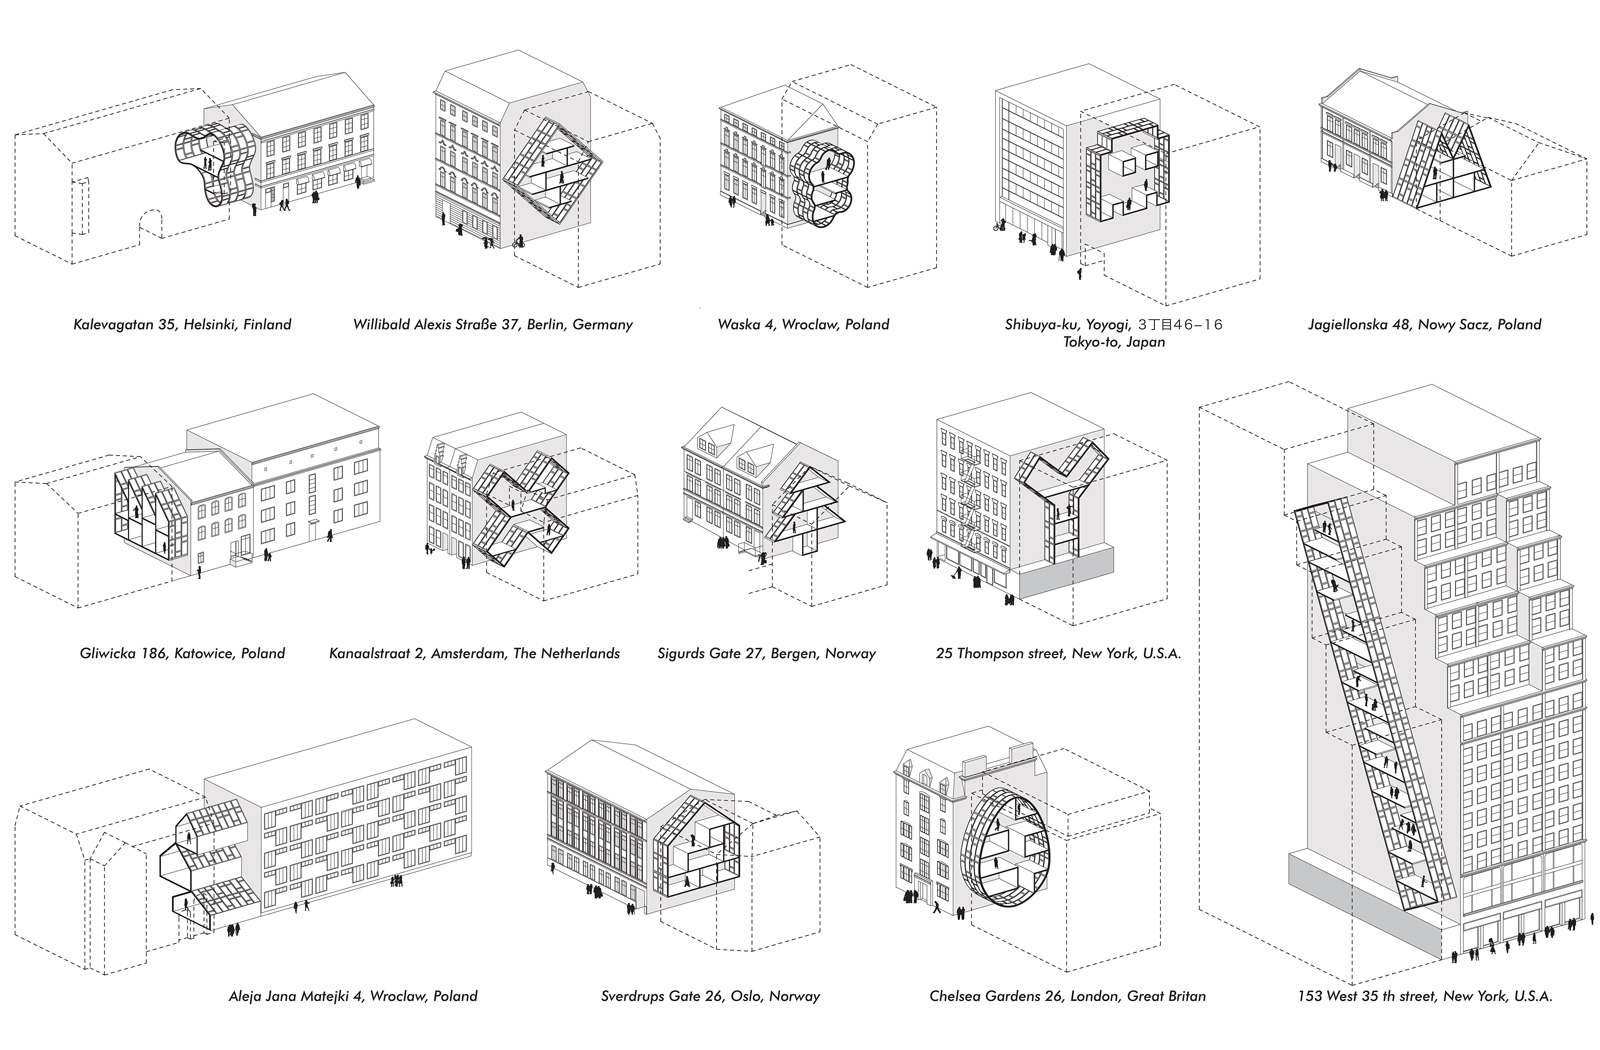 Kalevagatan 35, Helsinki, Finland
Willibald Alexis Straße 37, Berlin, Germany
Waska 4, Wroclaw, Poland
Shibuya-ku, Yoyogi, 3丁目46-16
Tokyo-to, Japan
Jagiellonska 48, Nowy Sacz, Poland
Gliwicka 186, Katowice, Poland
Kanaalstraat 2, Amsterdam, The Netherlands
Sigurds Gate 27, Bergen, Norway
25 Thompson street, New York, U.S.A.
Aleja Jana Matejki 4, Wroclaw, Poland
Sverdrups Gate 26, Oslo, Norway
Chelsea Gardens 26, London, Great Britan
153 West 35 th street, New York, U.S.A.